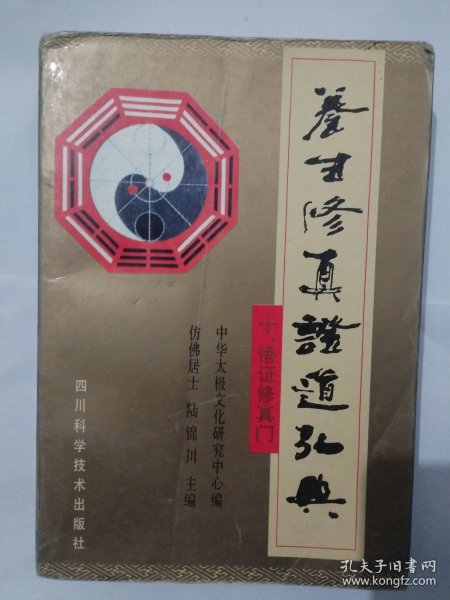 養生修真證道弘典
十、悟证修真门
中华太极文化研究中心编
仿佛居士 陆锦川 主编
四川科学技术出版社
孔夫子旧书网
www.kongfz.com